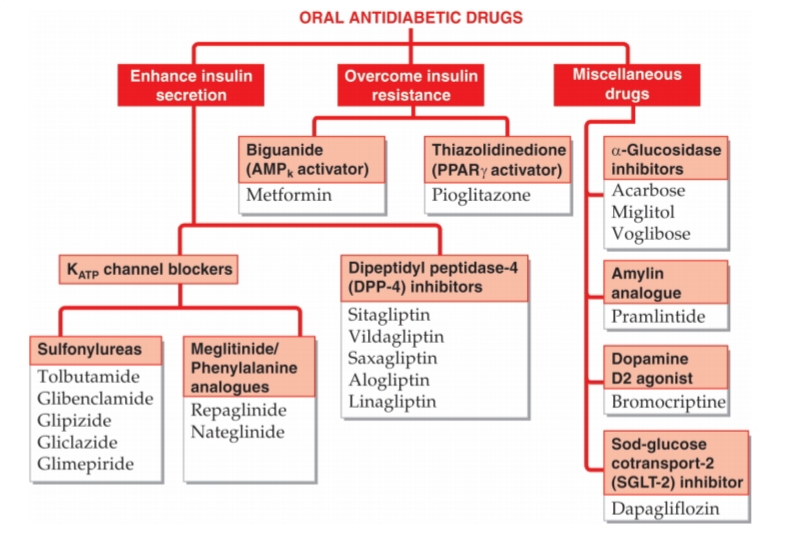 ORAL ANTIDIABETIC DRUGS
Enhance insulin
secretion
Overcome insulin
resistance
Miscellaneous
drugs
Biguanide
(AMPk activator)
Metformin
Thiazolidinedione
(PPARγ activator)
Pioglitazone
α-Glucosidase
inhibitors
Acarbose
Miglitol
Voglibose
KATP channel blockers
Dipeptidyl peptidase-4
(DPP-4) inhibitors
Sitagliptin
Vildagliptin
Saxagliptin
Alogliptin
Linagliptin
Amylin
analogue
Pramlintide
Sulfonylureas
Tolbutamide
Glibenclamide
Glipizide
Gliclazide
Glimepiride
Meglitinide/
Phenylalanine
analogues
Repaglinide
Nateglinide
Dopamine
D2 agonist
Bromocriptine
Sod-glucose
cotransport-2
(SGLT-2) inhibitor
Dapagliflozin